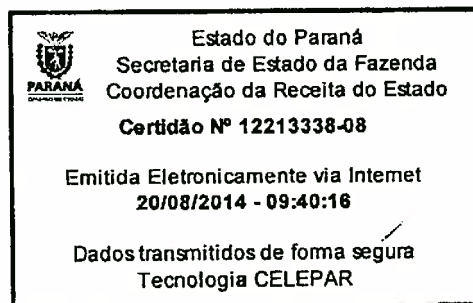 Estado do Paraná
Secretaria de Estado da Fazenda
PARANÁ
Coordenação da Receita do Estado
Certidão Nº 12213338-08
Emitida Eletronicamente via Internet
20/08/2014 - 09:40:16
Dados transmitidos de forma segura
Tecnologia CELEPAR